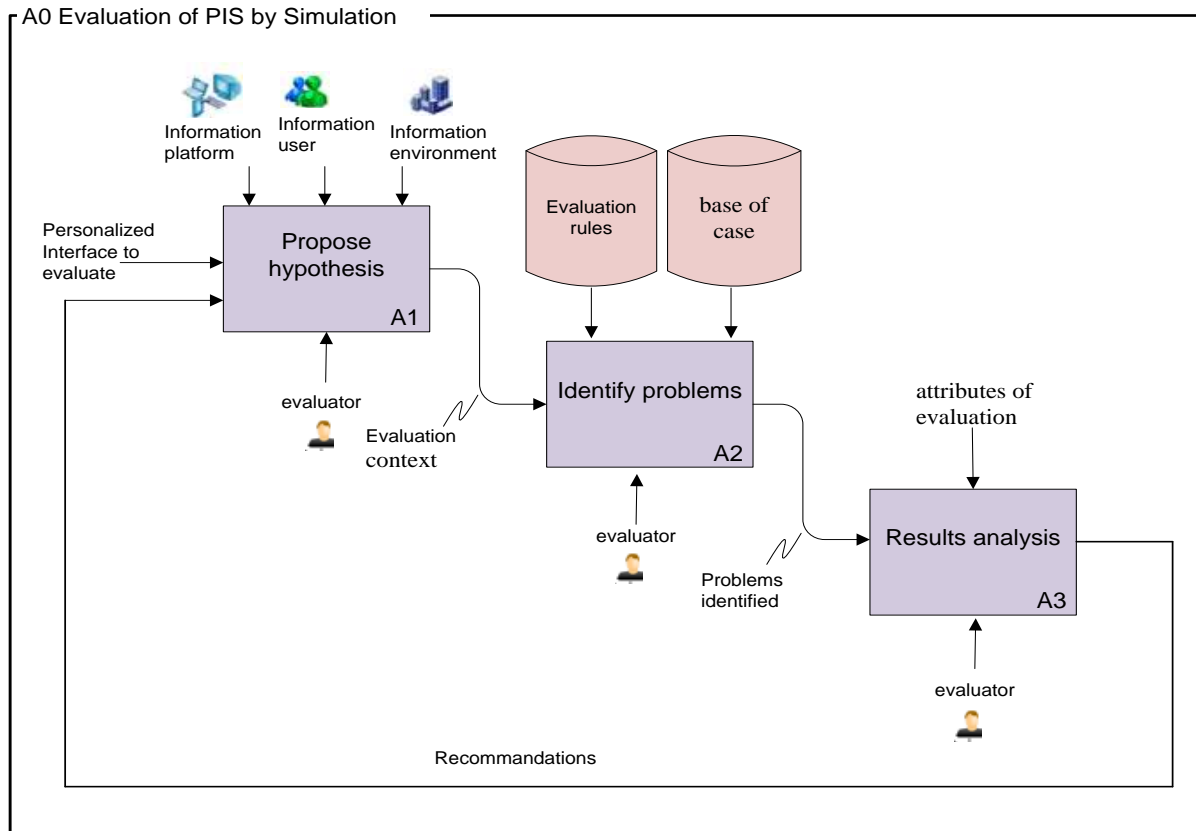 A0 Evaluation of PIS by Simulation
Information
platform
Information
user
Information
environment
Personalized
Interface to
evaluate
Propose
hypothesis
A1
evaluator
Evaluation
context
Evaluation
rules
base of
case
Identify problems
A2
evaluator
Problems
identified
attributes of
evaluation
Results analysis
A3
evaluator
Recommandations